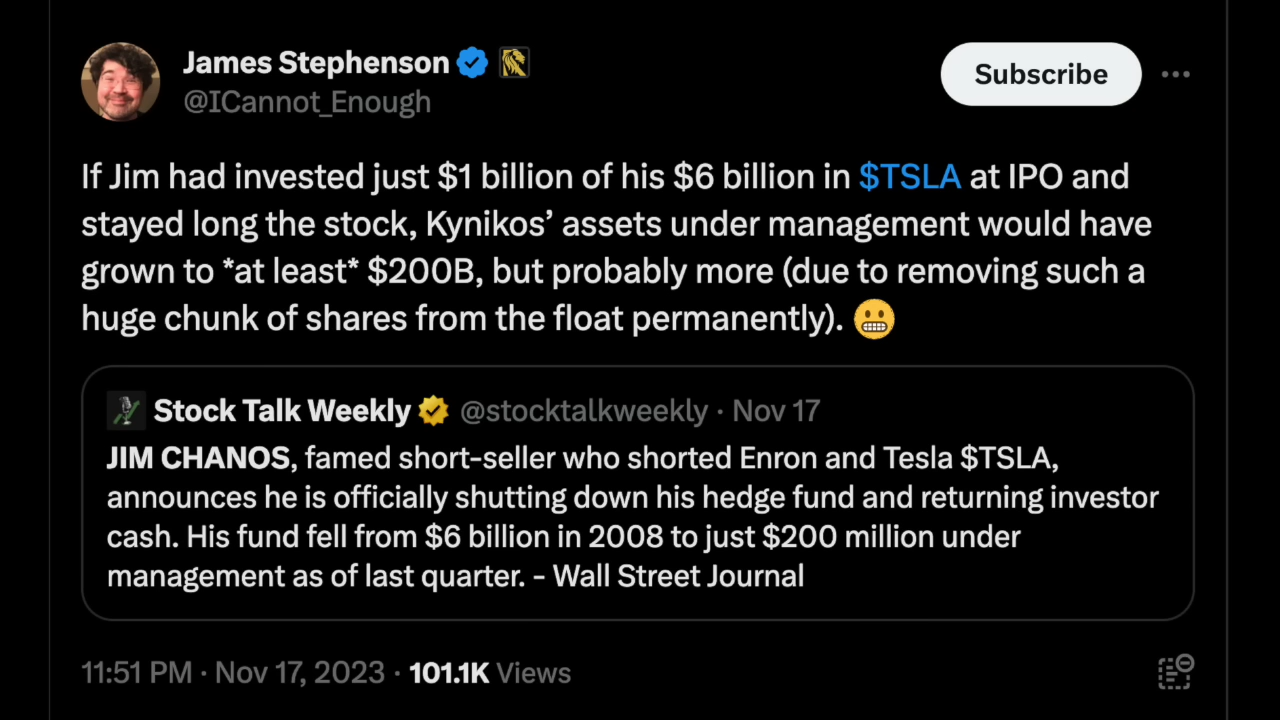 James Stephenson
@ICannot_Enough
Subscribe
If Jim had invested just $1 billion of his $6 billion in $TSLA at IPO and
stayed long the stock, Kynikos’ assets under management would have
grown to *at least* $200B, but probably more (due to removing such a
huge chunk of shares from the float permanently). 😬
Stock Talk Weekly @stocktalkweekly · Nov 17
JIM CHANOS, famed short-seller who shorted Enron and Tesla $TSLA,
announces he is officially shutting down his hedge fund and returning investor
cash. His fund fell from $6 billion in 2008 to just $200 million under
management as of last quarter. - Wall Street Journal
11:51 PM · Nov 17, 2023 · 101.1K Views